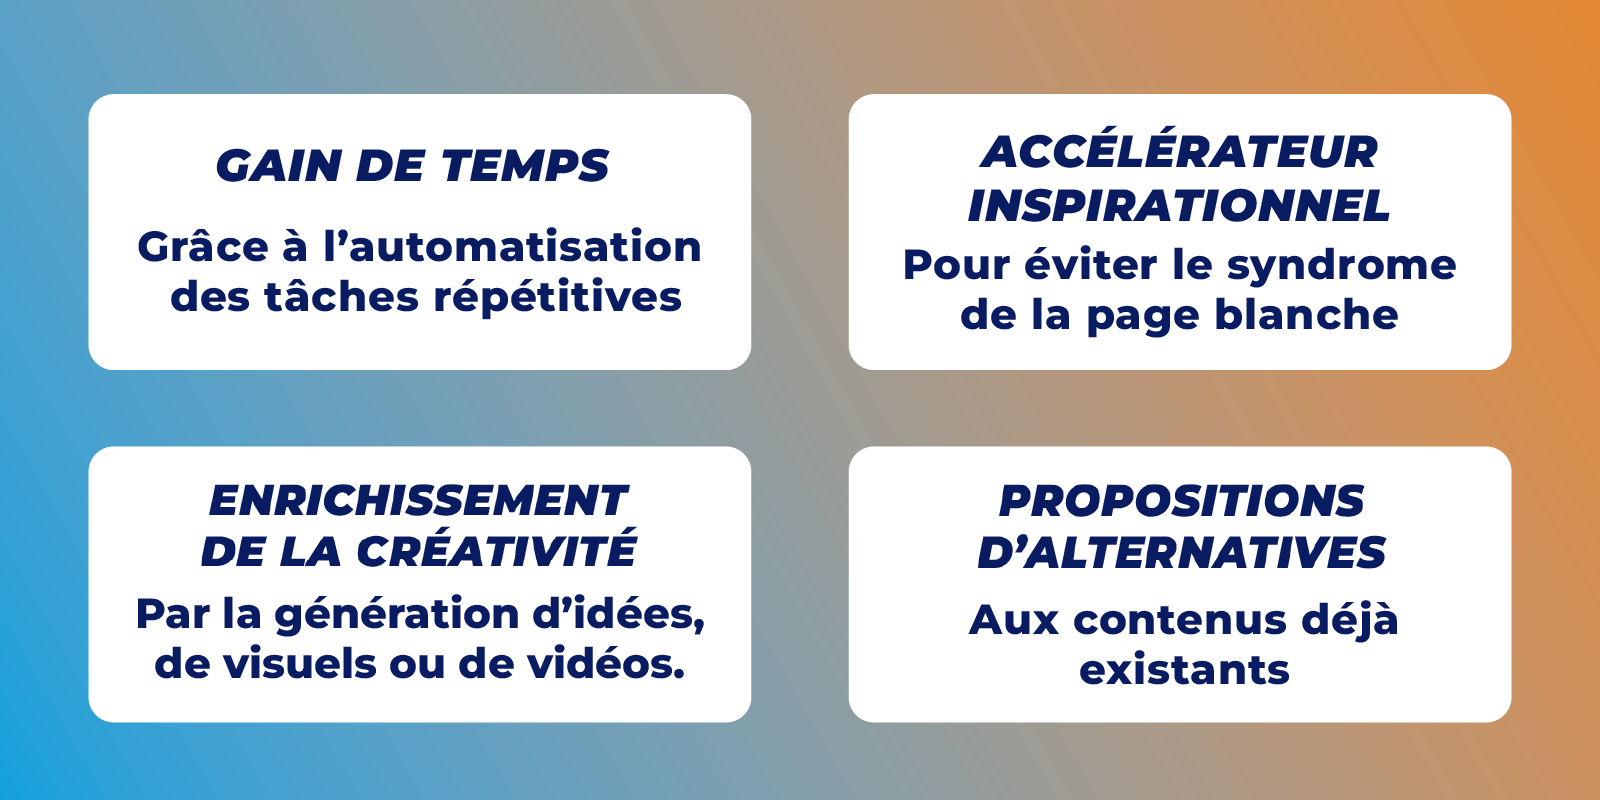 GAIN DE TEMPS
Grâce à l’automatisation
des tâches répétitives
ACCÉLÉRATEUR
INSPIRATIONNEL
Pour éviter le syndrome
de la page blanche
ENRICHISSEMENT
DE LA CRÉATIVITÉ
Par la génération d’idées,
de visuels ou de vidéos.
PROPOSITIONS
D’ALTERNATIVES
Aux contenus déjà
existants